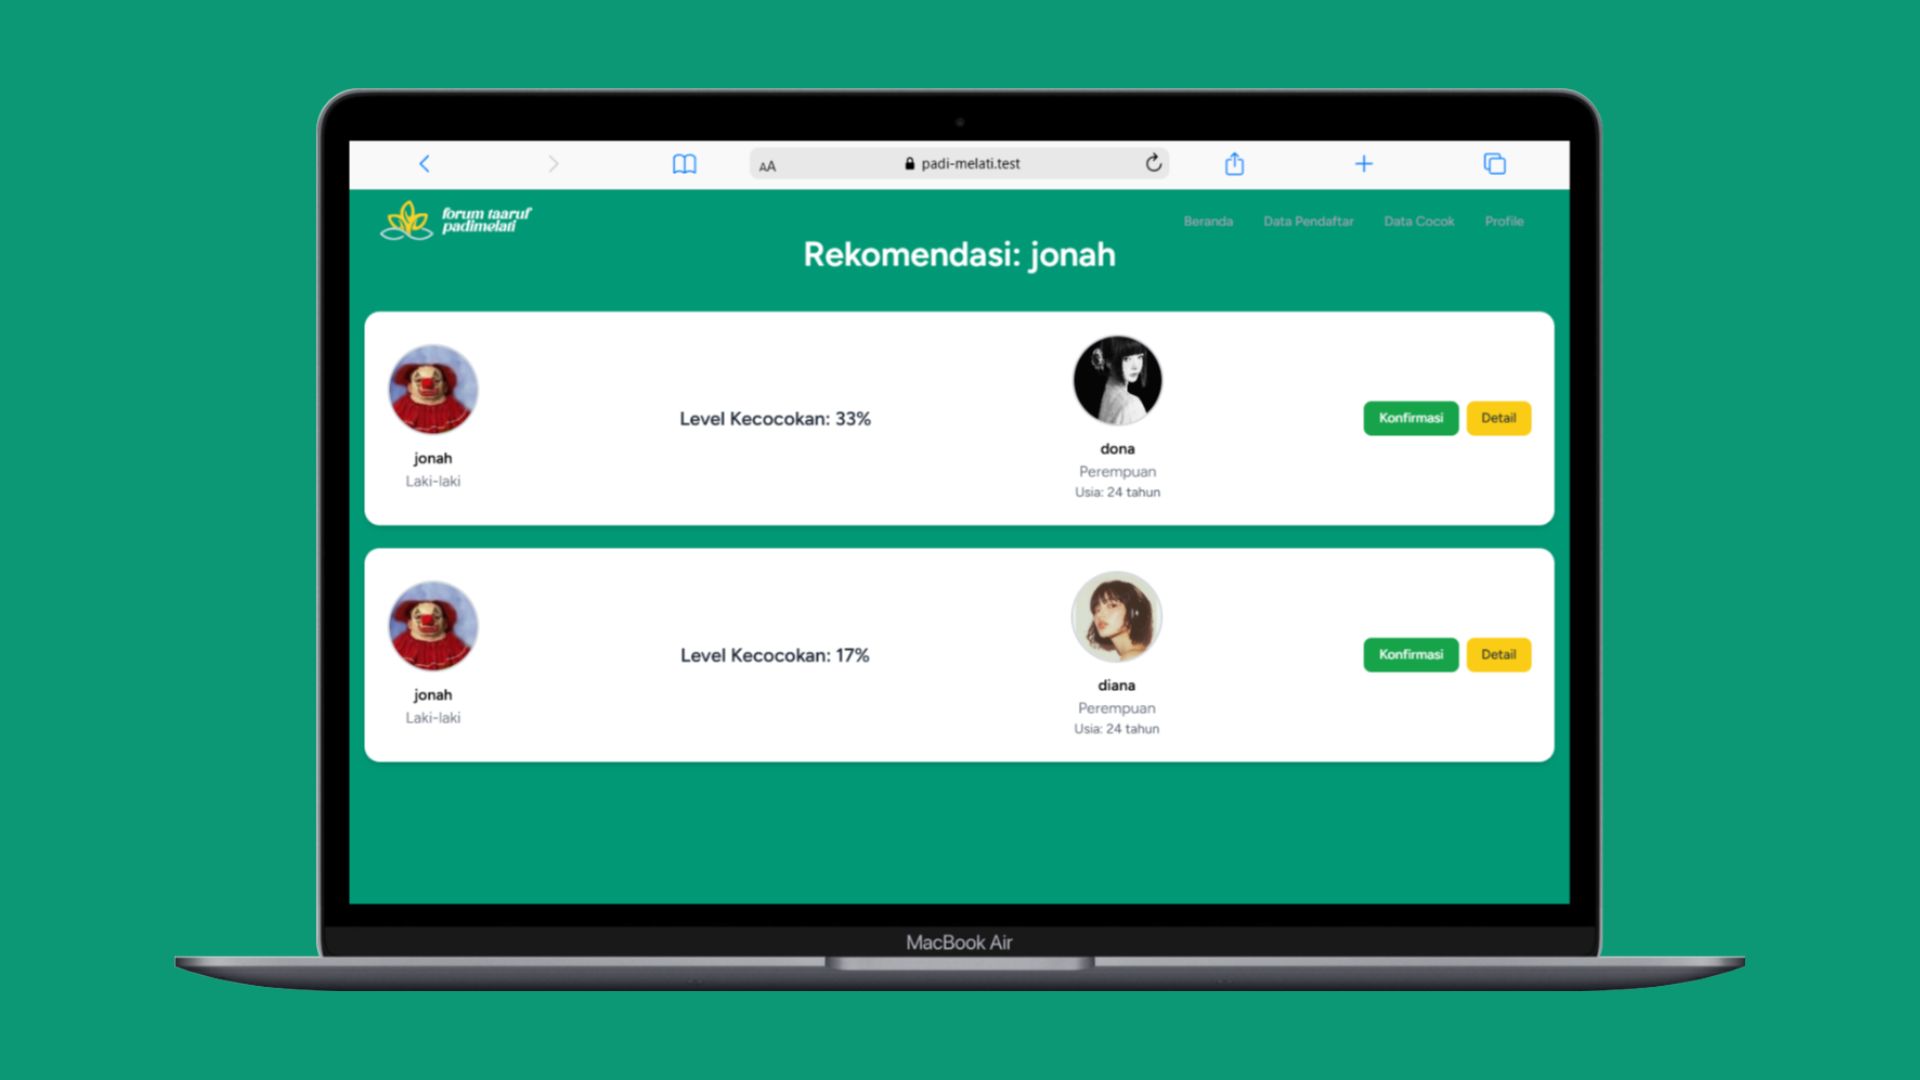 AA
padi-melati.test
forum taaruf
padimelati
Beranda
Data Pendaftar
Data Cocok
Profile
Rekomendasi: jonah
jonah
Laki-laki
Level Kecocokan: 33%
dona
Perempuan
Usia: 24 tahun
Konfirmasi
Detail
jonah
Laki-laki
Level Kecocokan: 17%
diana
Perempuan
Usia: 24 tahun
Konfirmasi
Detail
MacBook Air